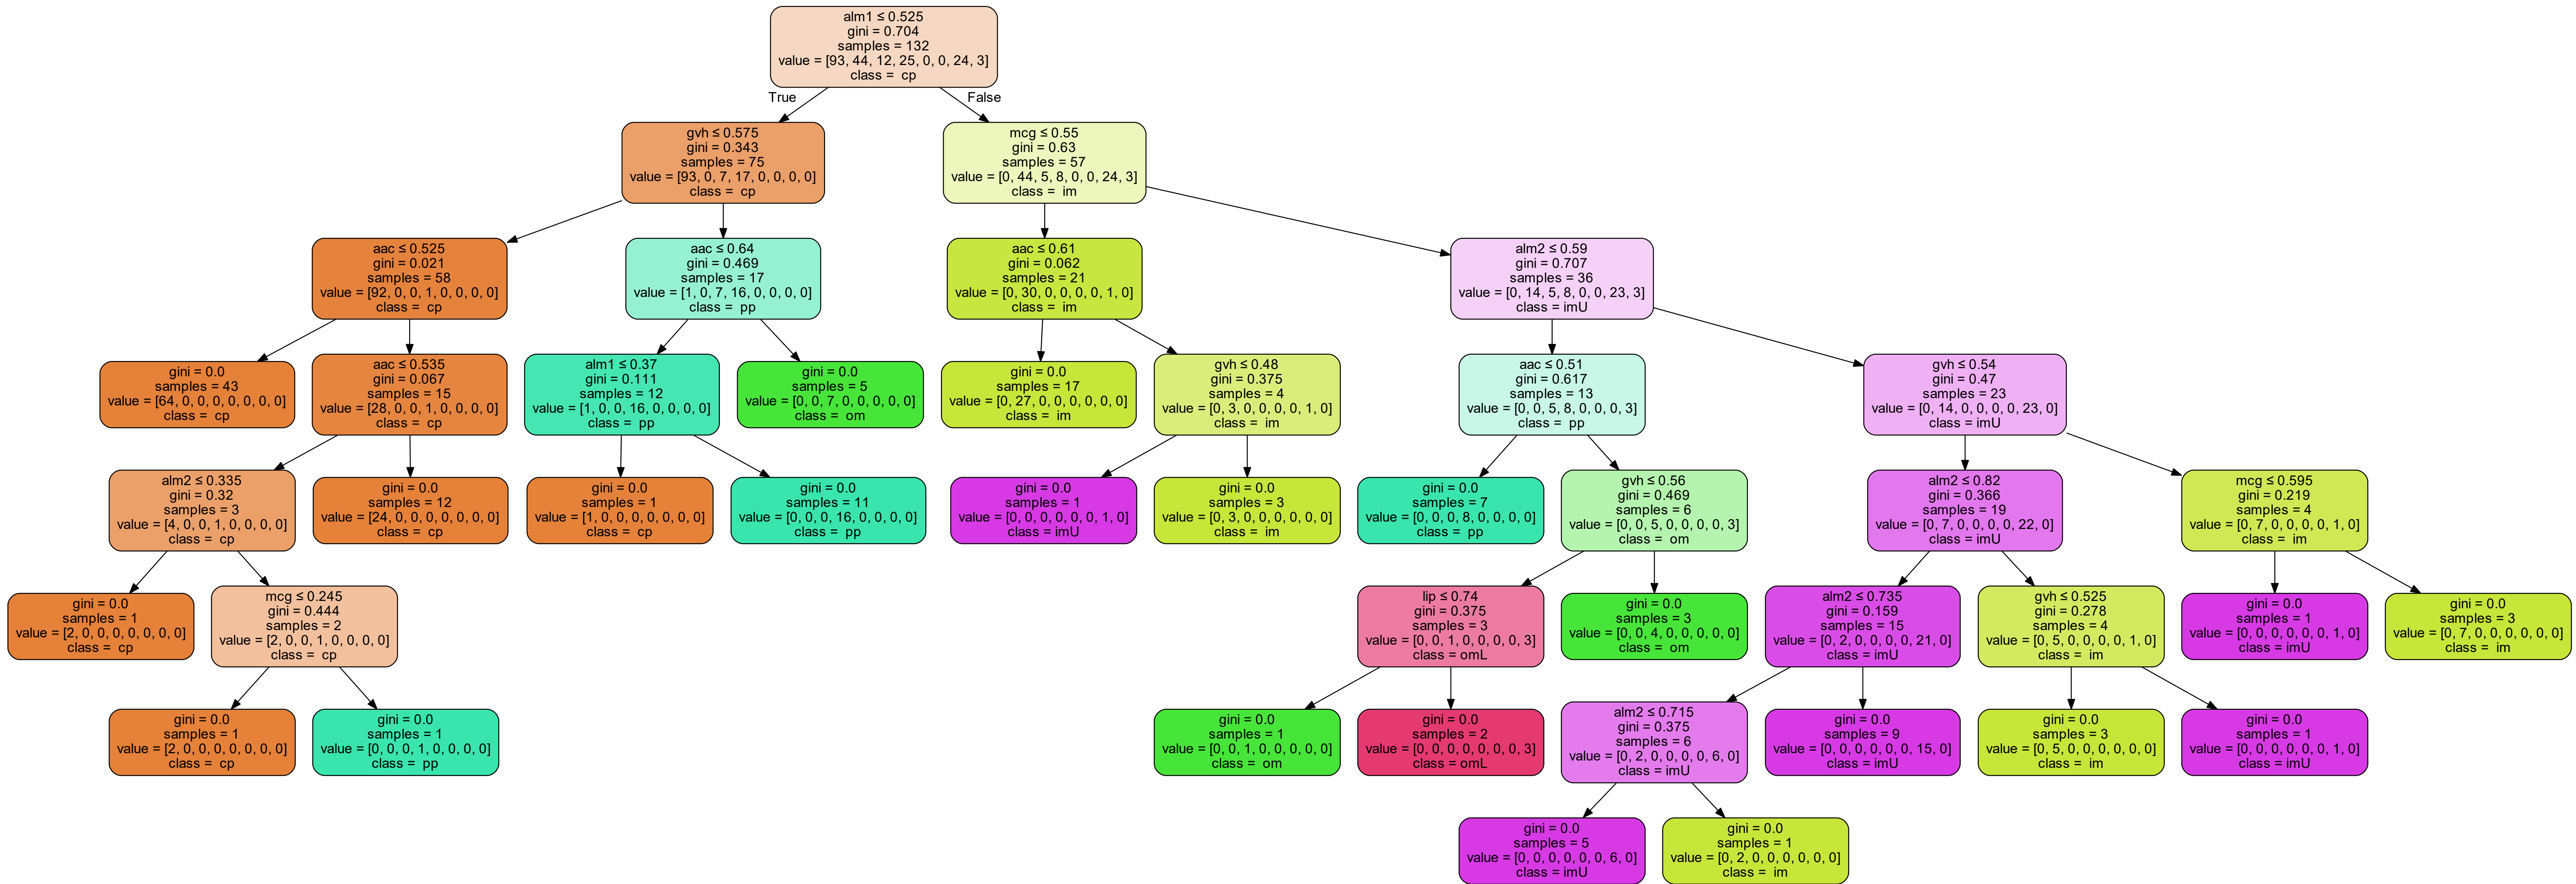 alm1 ≤ 0.525
gini = 0.704
samples = 132
value = [93, 44, 12, 25, 0, 0, 24, 3]
class = cp
True
False
gvh ≤ 0.575
gini = 0.343
samples = 75
value = [93, 0, 7, 17, 0, 0, 0, 0]
class = cp
mcg ≤ 0.55
gini = 0.63
samples = 57
value = [0, 44, 5, 8, 0, 0, 24, 3]
class = im
aac ≤ 0.525
gini = 0.021
samples = 58
value = [92, 0, 0, 1, 0, 0, 0, 0]
class = cp
aac ≤ 0.64
gini = 0.469
samples = 17
value = [1, 0, 7, 16, 0, 0, 0, 0]
class = pp
aac ≤ 0.61
gini = 0.062
samples = 21
value = [0, 30, 0, 0, 0, 0, 1, 0]
class = im
alm2 ≤ 0.59
gini = 0.707
samples = 36
value = [0, 14, 5, 8, 0, 0, 23, 3]
class = imU
gini = 0.0
samples = 43
value = [64, 0, 0, 0, 0, 0, 0, 0]
class = cp
aac ≤ 0.535
gini = 0.067
samples = 15
value = [28, 0, 0, 1, 0, 0, 0, 0]
class = cp
alm1 ≤ 0.37
gini = 0.111
samples = 12
value = [1, 0, 0, 16, 0, 0, 0, 0]
class = pp
gini = 0.0
samples = 5
value = [0, 0, 7, 0, 0, 0, 0, 0]
class = om
gini = 0.0
samples = 17
value = [0, 27, 0, 0, 0, 0, 0, 0]
class = im
gvh ≤ 0.48
gini = 0.375
samples = 4
value = [0, 3, 0, 0, 0, 0, 1, 0]
class = im
aac ≤ 0.51
gini = 0.617
samples = 13
value = [0, 0, 5, 8, 0, 0, 0, 3]
class = pp
gvh ≤ 0.54
gini = 0.47
samples = 23
value = [0, 14, 0, 0, 0, 0, 23, 0]
class = imU
alm2 ≤ 0.335
gini = 0.32
samples = 3
value = [4, 0, 0, 1, 0, 0, 0, 0]
class = cp
gini = 0.0
samples = 12
value = [24, 0, 0, 0, 0, 0, 0, 0]
class = cp
gini = 0.0
samples = 1
value = [1, 0, 0, 0, 0, 0, 0, 0]
class = cp
gini = 0.0
samples = 11
value = [0, 0, 0, 16, 0, 0, 0, 0]
class = pp
gini = 0.0
samples = 1
value = [0, 0, 0, 0, 0, 0, 1, 0]
class = imU
gini = 0.0
samples = 3
value = [0, 3, 0, 0, 0, 0, 0, 0]
class = im
gini = 0.0
samples = 7
value = [0, 0, 0, 8, 0, 0, 0, 0]
class = pp
gvh ≤ 0.56
gini = 0.469
samples = 6
value = [0, 0, 5, 0, 0, 0, 0, 3]
class = om
alm2 ≤ 0.82
gini = 0.366
samples = 19
value = [0, 7, 0, 0, 0, 0, 22, 0]
class = imU
mcg ≤ 0.595
gini = 0.219
samples = 4
value = [0, 7, 0, 0, 0, 0, 1, 0]
class = im
gini = 0.0
samples = 1
value = [2, 0, 0, 0, 0, 0, 0, 0]
class = cp
mcg ≤ 0.245
gini = 0.444
samples = 2
value = [2, 0, 0, 1, 0, 0, 0, 0]
class = cp
lip ≤ 0.74
gini = 0.375
samples = 3
value = [0, 0, 1, 0, 0, 0, 0, 3]
class = omL
gini = 0.0
samples = 3
value = [0, 0, 4, 0, 0, 0, 0, 0]
class = om
alm2 ≤ 0.735
gini = 0.159
samples = 15
value = [0, 2, 0, 0, 0, 0, 21, 0]
class = imU
gvh ≤ 0.525
gini = 0.278
samples = 4
value = [0, 5, 0, 0, 0, 0, 1, 0]
class = im
gini = 0.0
samples = 1
value = [0, 0, 0, 0, 0, 0, 1, 0]
class = imU
gini = 0.0
samples = 3
value = [0, 7, 0, 0, 0, 0, 0, 0]
class = im
gini = 0.0
samples = 1
value = [2, 0, 0, 0, 0, 0, 0, 0]
class = cp
gini = 0.0
samples = 1
value = [0, 0, 0, 1, 0, 0, 0, 0]
class = pp
gini = 0.0
samples = 1
value = [0, 0, 1, 0, 0, 0, 0, 0]
class = om
gini = 0.0
samples = 2
value = [0, 0, 0, 0, 0, 0, 0, 3]
class = omL
alm2 ≤ 0.715
gini = 0.375
samples = 6
value = [0, 2, 0, 0, 0, 0, 6, 0]
class = imU
gini = 0.0
samples = 9
value = [0, 0, 0, 0, 0, 0, 15, 0]
class = imU
gini = 0.0
samples = 3
value = [0, 5, 0, 0, 0, 0, 0, 0]
class = im
gini = 0.0
samples = 1
value = [0, 0, 0, 0, 0, 0, 1, 0]
class = imU
gini = 0.0
samples = 5
value = [0, 0, 0, 0, 0, 0, 6, 0]
class = imU
gini = 0.0
samples = 1
value = [0, 2, 0, 0, 0, 0, 0, 0]
class = im